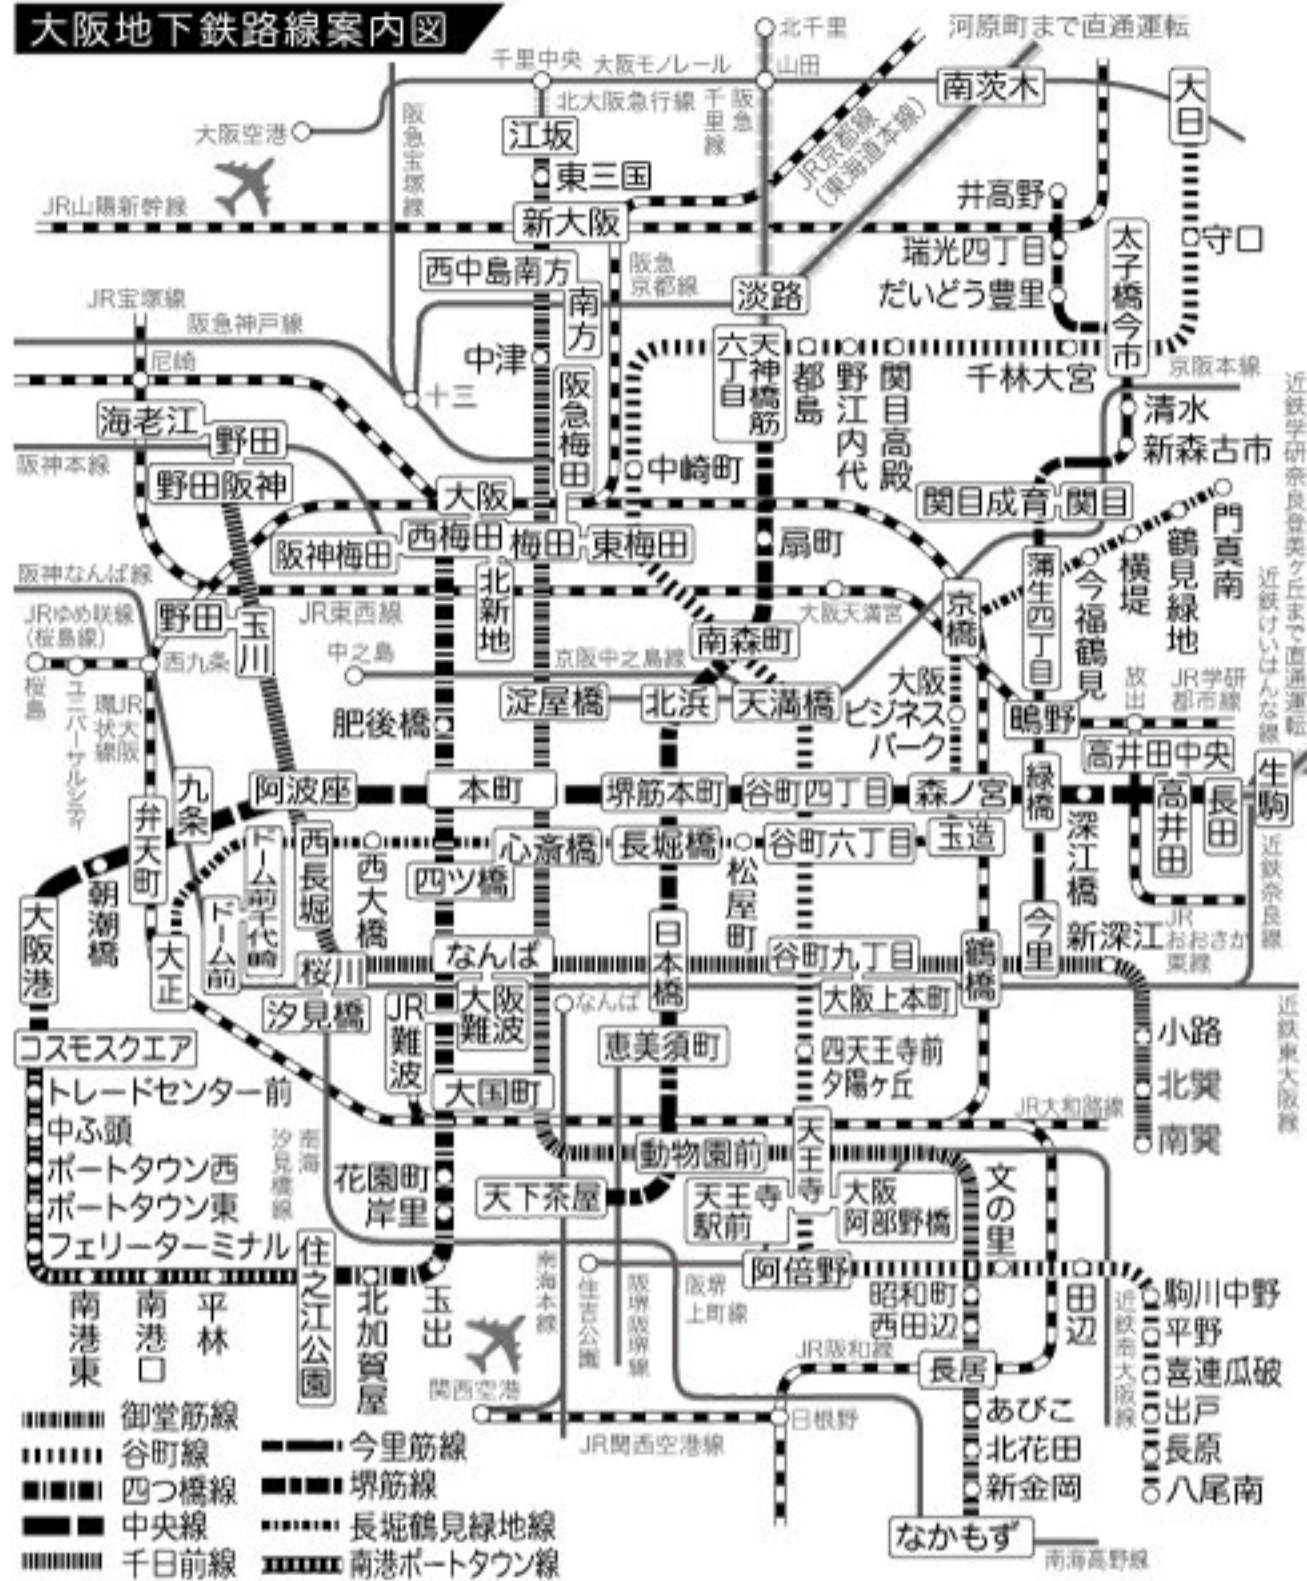 大阪地下鉄路線案内図
北千里
河原町まで直通運転
千里中央
大阪モノレール
山田
南茨木
大日
北大阪急行線
阪急千里線
阪急宝塚線
大阪空港
江坂
JR京都線
(東海道本線)
東三国
井高野
JR山陽新幹線
新大阪
守口
瑞光四丁目
太子橋今市
西中島南方
阪急
京都線
だいどう豊里
淡路
南方
JR宝塚線
阪急神戸線
中津
天神橋筋六丁目
都島
野江内代
関目高殿
千林大宮
尼崎
京阪本線
阪急梅田
十三
清水
近鉄学研奈良登美ヶ丘まで直通運転
海老江
野田
新森古市
阪神本線
中崎町
野田阪神
大阪
関目成育
関目
門真南
西梅田
梅田
東梅田
扇町
阪神梅田
鶴見緑地
横堤
蒲生四丁目
今福鶴見
阪神なんば線
北新地
京橋
近鉄けいはんな線
JRゆめ咲線
(桜島線)
野田
玉川
JR東西線
大阪天満宮
南森町
西九条
中之島
京阪中之島線
桜島
ユニバーサルシティ
JR大阪環状線
淀屋橋
北浜
天満橋
大阪
ビジネス
パーク
放出
JR学研
都市線
肥後橋
鴫野
高井田中央
生駒
九条
阿波座
本町
堺筋本町
谷町四丁目
森ノ宮
緑橋
高井田
長田
弁天町
ドーム前千代崎
西長堀
西大橋
心斎橋
長堀橋
松屋町
谷町六丁目
玉造
深江橋
四ツ橋
朝潮橋
近鉄奈良線
大阪港
ドーム前
大正
日本橋
今里
新深江
JR
おおさか
東線
桜川
なんば
谷町九丁目
鶴橋
汐見橋
JR難波
大阪難波
なんば
大阪上本町
近鉄東大阪線
コスモスクエア
恵美須町
四天王寺前
夕陽ヶ丘
小路
トレードセンター前
大国町
北巽
JR大和路線
中ふ頭
南海
汐見橋線
動物園前
天王寺
南巽
ポートタウン西
花園町
文の里
ポートタウン東
岸里
天下茶屋
天王寺
駅前
大阪
阿部野橋
フェリーターミナル
住之江公園
南海本線
住吉公園
阪堺阪堺線
阪堺
上町線
阿倍野
南港東
南港口
平林
北加賀屋
玉出
昭和町
田辺
近鉄南大阪線
駒川中野
西田辺
平野
JR阪和線
長居
喜連瓜破
関西空港
あびこ
出戸
日根野
JR関西空港線
北花田
長原
新金岡
八尾南
なかもず
南海高野線
御堂筋線
谷町線
四つ橋線
中央線
千日前線
今里筋線
堺筋線
長堀鶴見緑地線
南港ポートタウン線